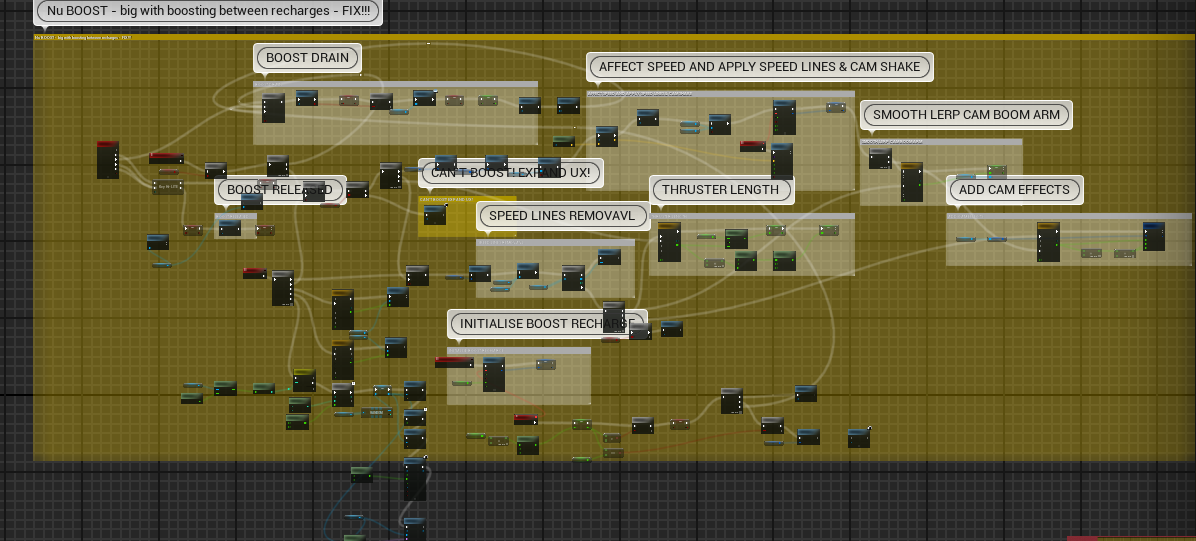 Nu BOOST - big with boosting between recharges - FIX!!!
BOOST DRAIN
AFFECT SPEED AND APPLY SPEED LINES & CAM SHAKE
SMOOTH LERP CAM BOOM ARM
CAN'T BOOST! EXPAND UX!
BOOST RELEASED
THRUSTER LENGTH
ADD CAM EFFECTS
SPEED LINES REMOVAVL
INITIALISE BOOST RECHARGE